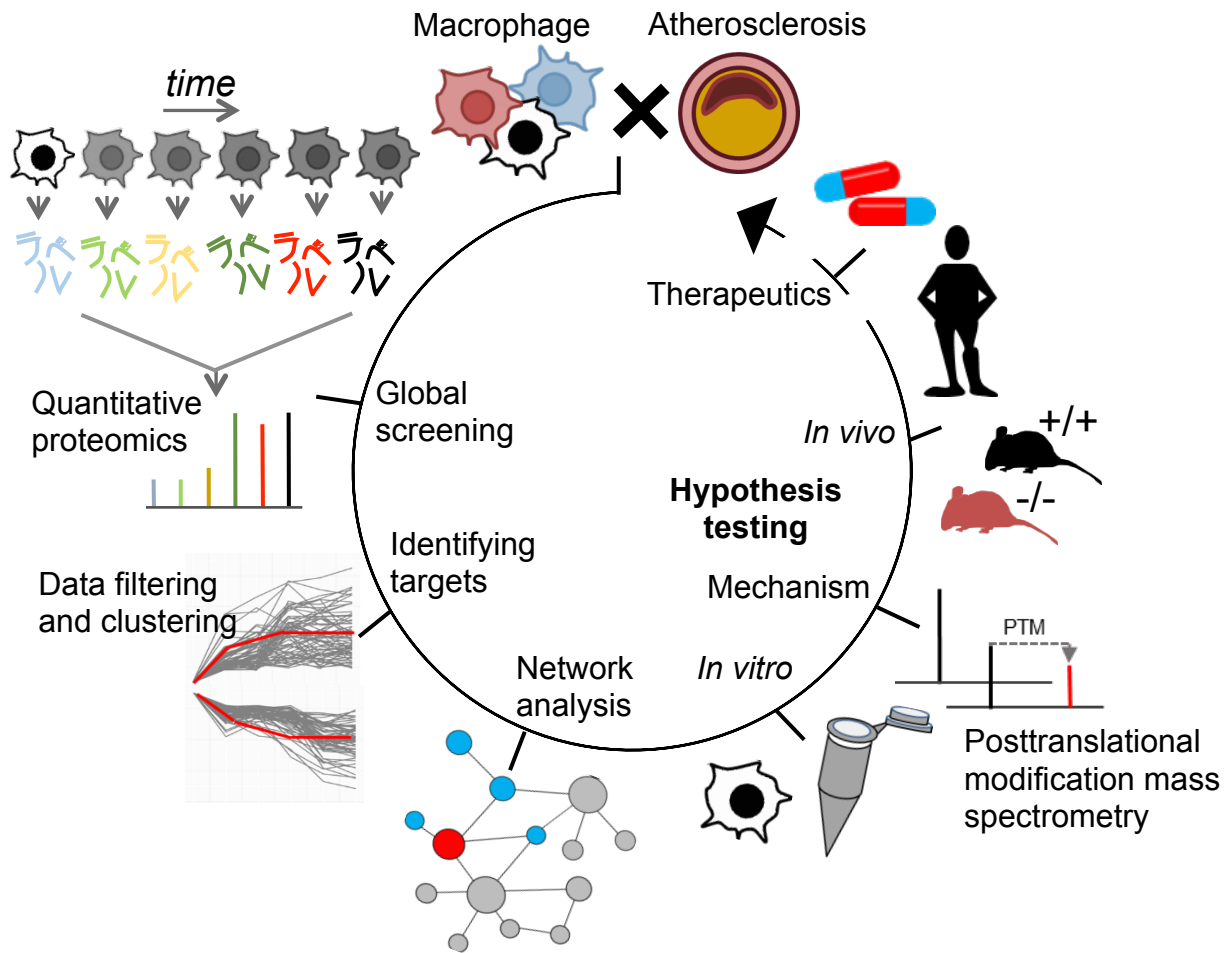 Macrophage
Atherosclerosis
time
Therapeutics
Quantitative
proteomics
Global
screening
In vivo
+/+
-/-
Hypothesis
testing
Identifying
targets
Data filtering
and clustering
Mechanism
PTM
Network
analysis
In vitro
Posttranslational
modification mass
spectrometry